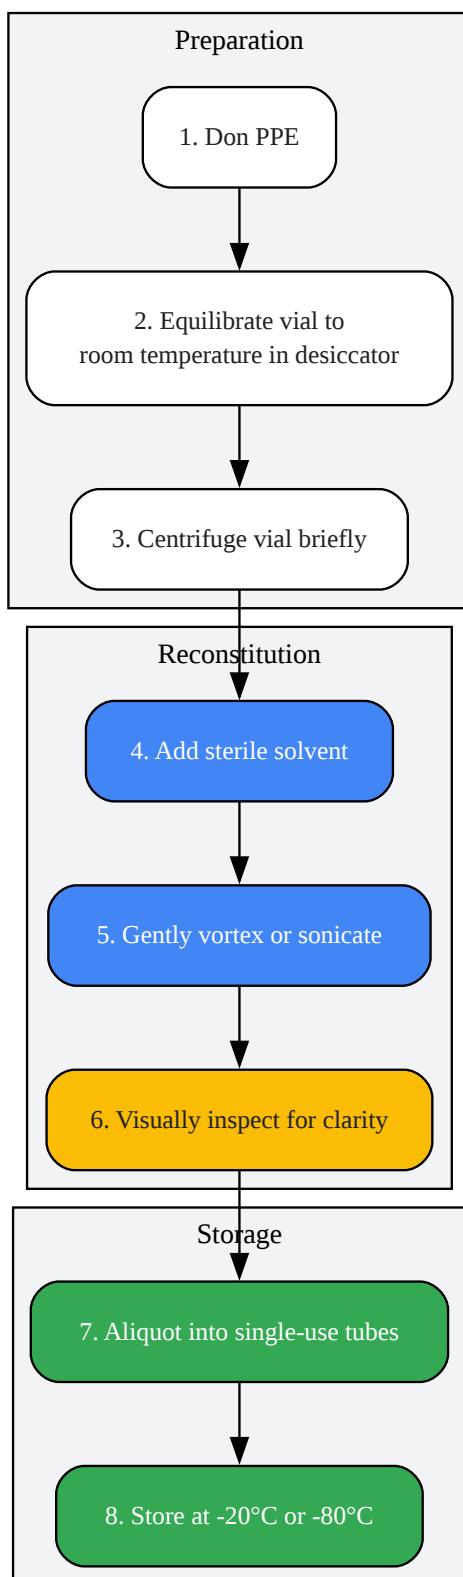 Preparation
1. Don PPE
2. Equilibrate vial to
room temperature in desiccator
3. Centrifuge vial briefly
Reconstitution
4. Add sterile solvent
5. Gently vortex or sonicate
6. Visually inspect for clarity
Storage
7. Aliquot into single-use tubes
8. Store at -20°C or -80°C